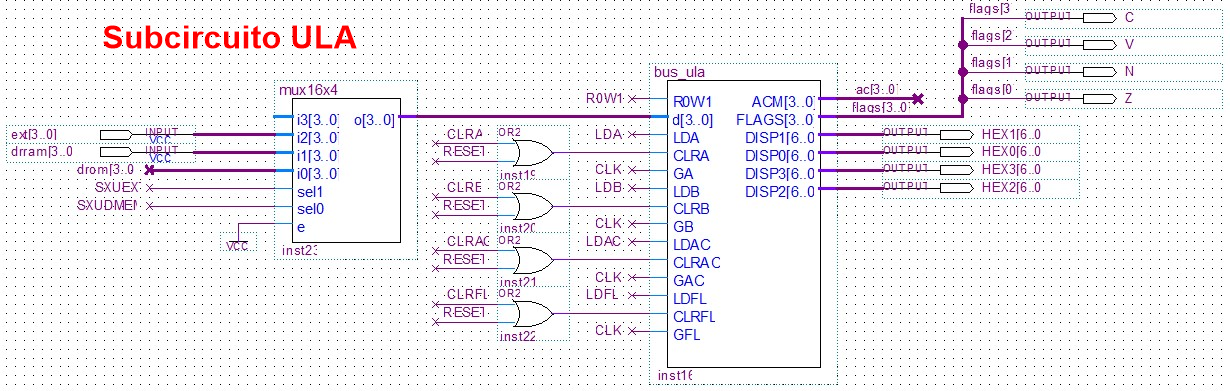 Subcircuito ULA
mux16x4
i3[3..0]
o[3..0]
i2[3..0]
i1[3..0]
i0[3..0]
sel1
sel0
e
inst23
ext[3..0]
INPUT
VCC
drram[3..0
INPUT
VCC
drom[3..0
SXUEX
SXUDMEM
VCC
CLRA
RESET
OR2
inst19
CLRB
RESET
OR2
inst20
CLRAC
RESET
OR2
inst21
CLRFL
RESET
OR2
inst22
bus_ula
R0W1
LDA
CLK
LDB
CLK
LDAC
CLK
LDFL
CLK
R0W1
d[3..0]
LDA
CLRA
GA
LDB
CLRB
GB
LDAC
CLRAC
GAC
LDFL
CLRFL
GFL
ACM[3..0]
FLAGS[3..0]
DISP1[6..0]
DISP0[6..0]
DISP3[6..0]
DISP2[6..0]
inst16
ac[3..0]
flags[3..0]
flags[3
OUTPUT
C
flags[2
OUTPUT
V
flags[1
OUTPUT
N
flags[0
OUTPUT
Z
OUTPUT
HEX1[6..0
OUTPUT
HEX0[6..0
OUTPUT
HEX3[6..0
OUTPUT
HEX2[6..0